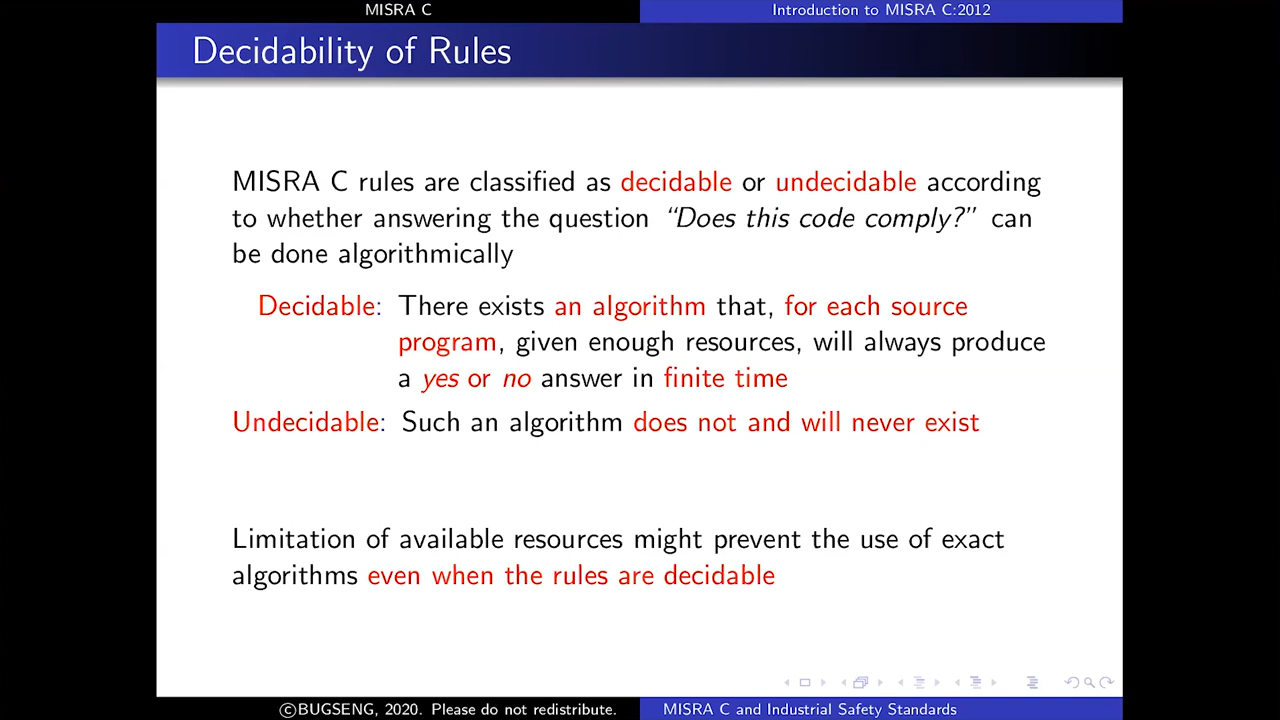 MISRA C
Introduction to MISRA C:2012
Decidability of Rules
MISRA C rules are classified as decidable or undecidable according
to whether answering the question “Does this code comply?” can
be done algorithmically
Decidable: There exists an algorithm that, for each source
program, given enough resources, will always produce
a yes or no answer in finite time
Undecidable: Such an algorithm does not and will never exist
Limitation of available resources might prevent the use of exact
algorithms even when the rules are decidable
©BUGSENG, 2020. Please do not redistribute.
MISRA C and Industrial Safety Standards